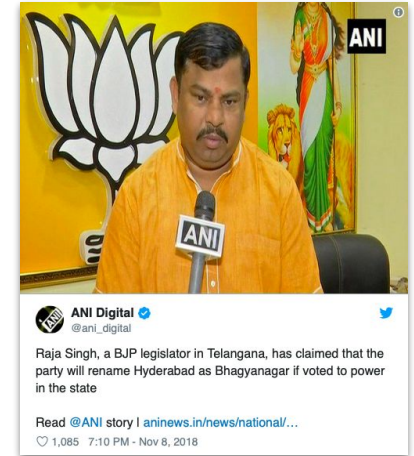 ANI
ANI
ANI Digital
@ani_digital
Raja Singh, a BJP legislator in Telangana, has claimed that the
party will rename Hyderabad as Bhagyanagar if voted to power
in the state
Read @ANI story l aninews.in/news/national/…
1,085 7:10 PM - Nov 8, 2018